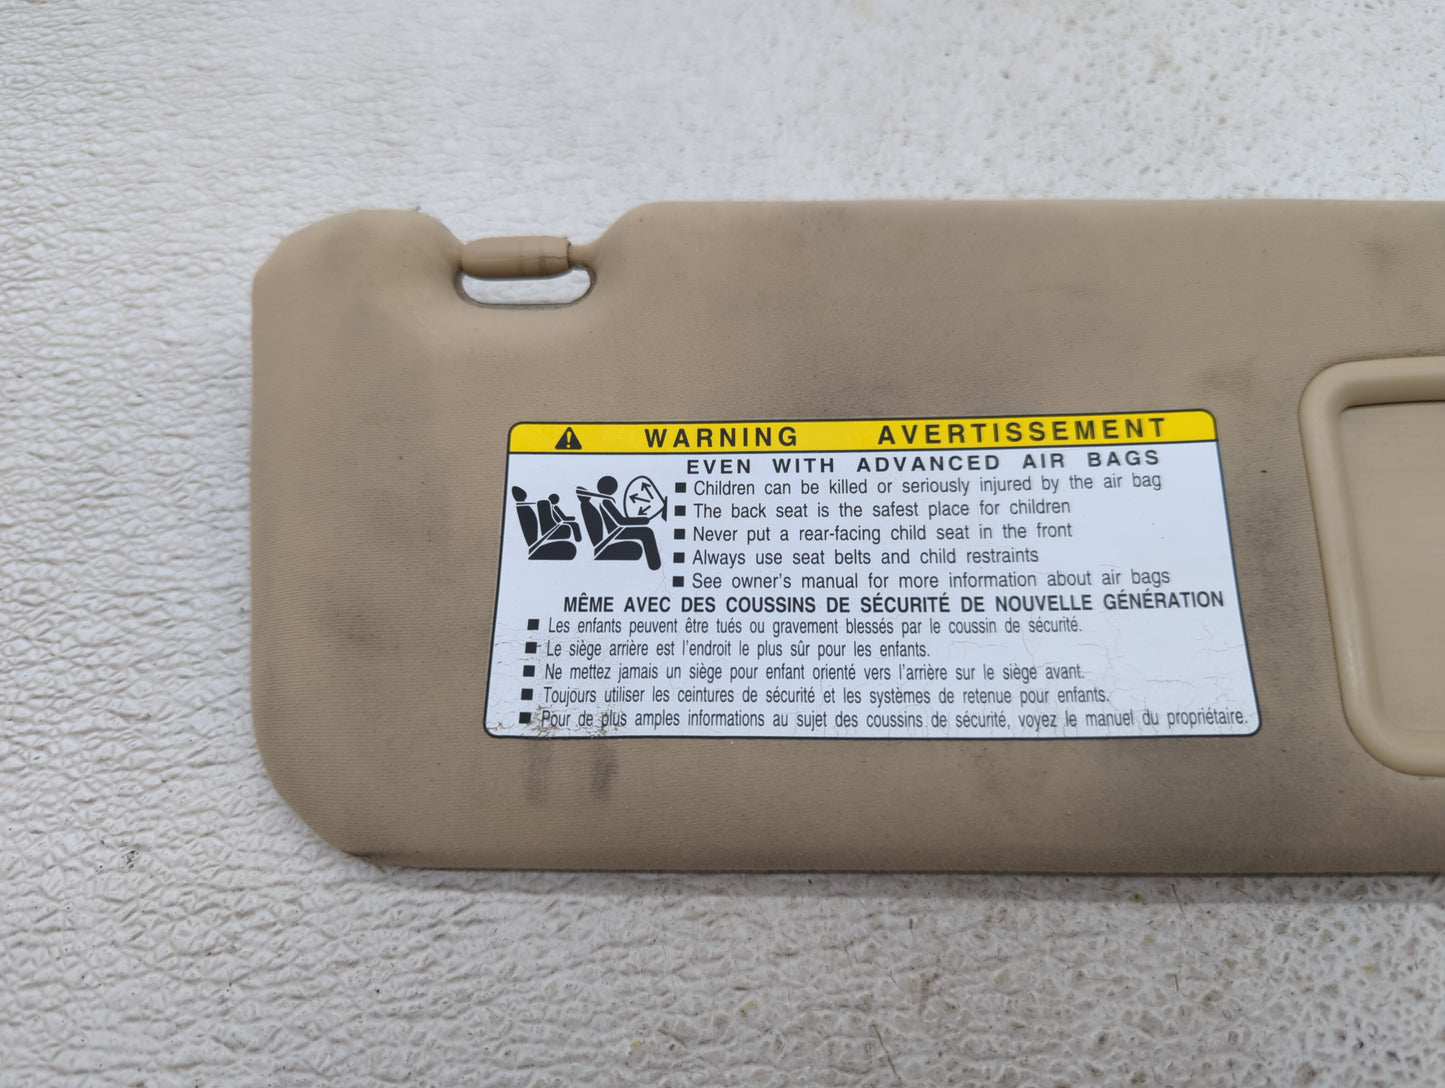 WARNING AVERTISSEMENT
EVEN WITH ADVANCED AIR BAGS
■ Children can be killed or seriously injured by the air bag
■ The back seat is the safest place for children
■ Never put a rear-facing child seat in the front
■ Always use seat belts and child restraints
■ See owner's manual for more information about air bags
MÊME AVEC DES COUSSINS DE SÉCURITÉ DE NOUVELLE GÉNÉRATION
■ Les enfants peuvent être tués ou gravement blessés par le coussin de sécurité.
■ Le siège arrière est l'endroit le plus sûr pour les enfants.
■ Ne mettez jamais un siège pour enfant orienté vers l'arrière sur le siège avant.
■ Toujours utiliser les ceintures de sécurité et les systèmes de retenue pour enfants.
■ Pour de plus amples informations au sujet des coussins de sécurité, voyez le manuel du propriétaire.